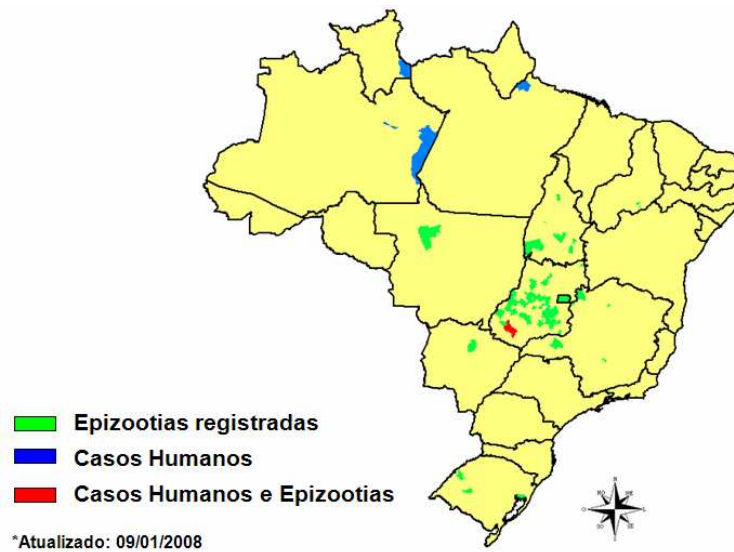 Epizootias registradas
Casos Humanos
Casos Humanos e Epizootias
*Atualizado: 09/01/2008